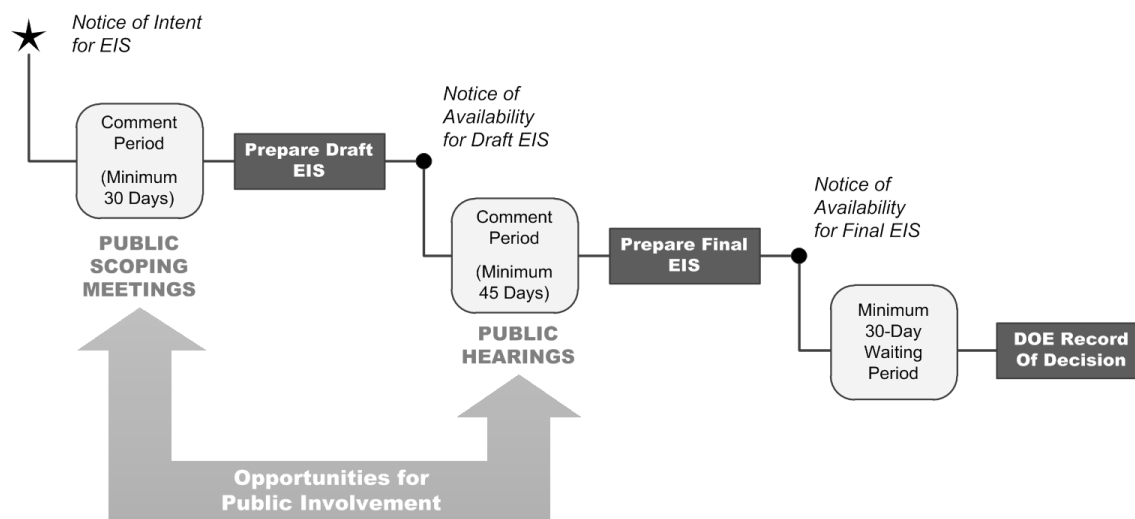 Notice of Intent
for EIS
Comment
Period
(Minimum
30 Days)
PUBLIC
SCOPING
MEETINGS
Prepare Draft
EIS
Notice of
Availability
for Draft EIS
Comment
Period
(Minimum
45 Days)
PUBLIC
HEARINGS
Prepare Final
EIS
Notice of
Availability
for Final EIS
Minimum
30-Day
Waiting
Period
DOE Record
Of Decision
Opportunities for
Public Involvement